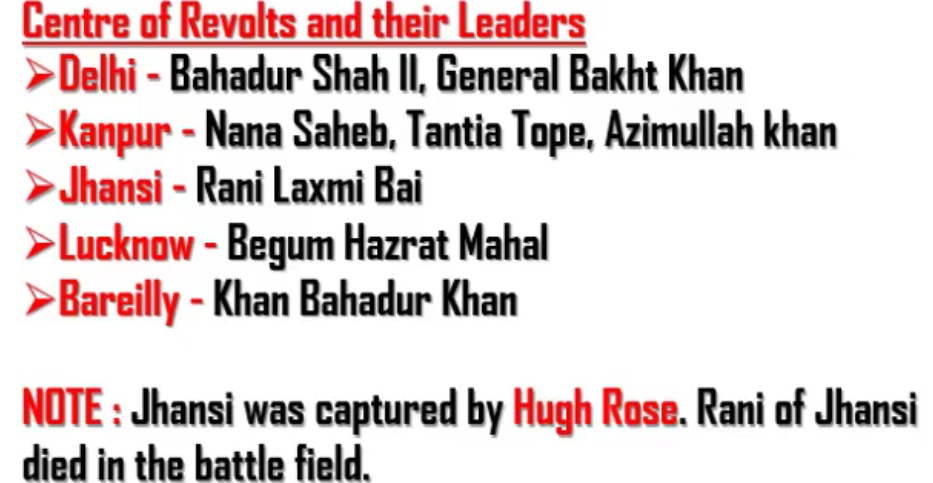 Centre of Revolts and their Leaders
➢Delhi - Bahadur Shah II, General Bakht Khan
➢Kanpur - Nana Saheb, Tantia Tope, Azimullah khan
➢Jhansi - Rani Laxmi Bai
➢Lucknow - Begum Hazrat Mahal
➢Bareilly - Khan Bahadur Khan
NOTE : Jhansi was captured by Hugh Rose. Rani of Jhansi
died in the battle field.